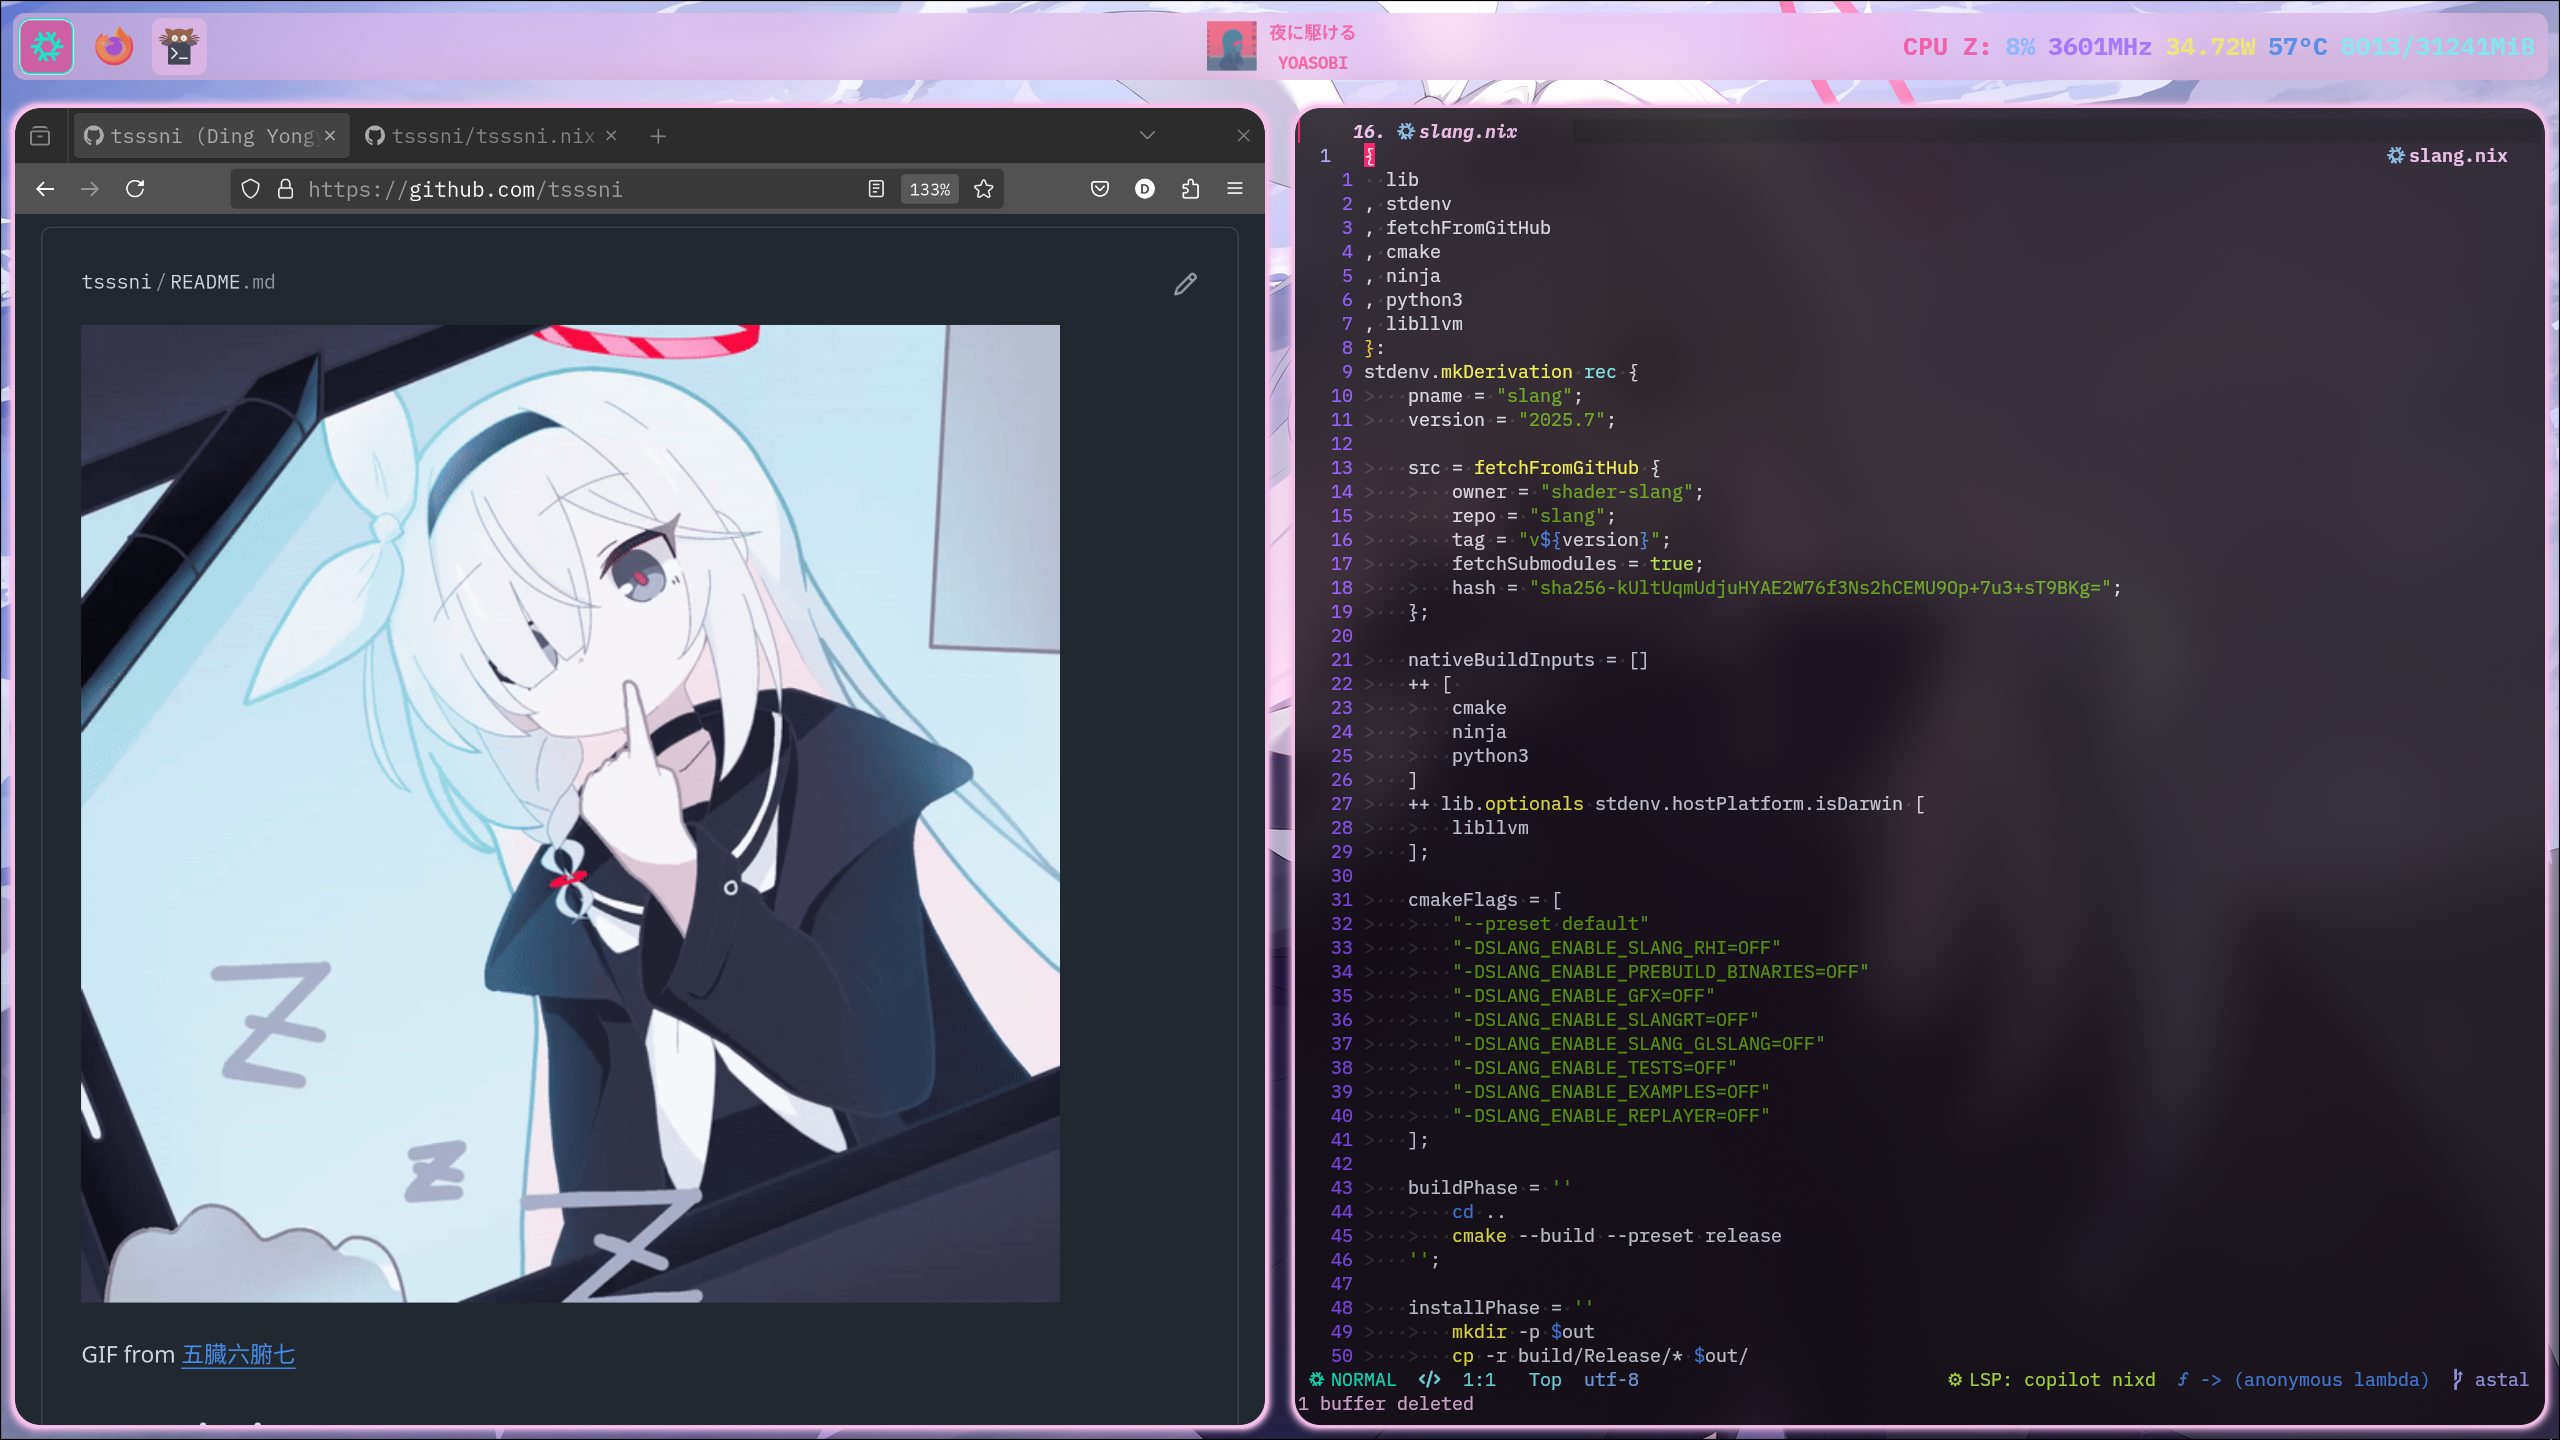 夜に駆ける
YOASOBI
CPU Z: 8% 3601MHz 34.72W 57°C 8013/31241MiB
tsssni (Ding Yongy
tsssni/tsssni.nix
https://github.com/tsssni
133%
tsssni/README.md
Z
z
Z
GIF from 五臓六腑七
16. slang.nix
slang.nix
1 {
1 lib
2 , stdenv
3 , fetchFromGitHub
4 , cmake
5 , ninja
6 , python3
7 , libllvm
8 }:
9 stdenv.mkDerivation rec {
10 pname = "slang";
11 version = "2025.7";
12
13 src = fetchFromGitHub {
14 owner = "shader-slang";
15 repo = "slang";
16 tag = "v${version}";
17 fetchSubmodules = true;
18 hash = "sha256-kUltUqmUdjuHYAE2W76f3Ns2hCEMU9Op+7u3+sT9BKg=";
19 };
20
21 nativeBuildInputs = []
22 ++ [
23 cmake
24 ninja
25 python3
26 ]
27 ++ lib.optionals stdenv.hostPlatform.isDarwin [
28 libllvm
29 ];
30
31 cmakeFlags = [
32 "--preset default"
33 "-DSLANG_ENABLE_SLANG_RHI=OFF"
34 "-DSLANG_ENABLE_PREBUILD_BINARIES=OFF"
35 "-DSLANG_ENABLE_GFX=OFF"
36 "-DSLANG_ENABLE_SLANGRT=OFF"
37 "-DSLANG_ENABLE_SLANG_GLSLANG=OFF"
38 "-DSLANG_ENABLE_TESTS=OFF"
39 "-DSLANG_ENABLE_EXAMPLES=OFF"
40 "-DSLANG_ENABLE_REPLAYER=OFF"
41 ];
42
43 buildPhase = ''
44 cd ..
45 cmake --build --preset release
46 '';
47
48 installPhase = ''
49 mkdir -p $out
50 cp -r build/Release/* $out/
NORMAL </> 1:1 Top utf-8 LSP: copilot nixd f -> (anonymous lambda) astal
1 buffer deleted